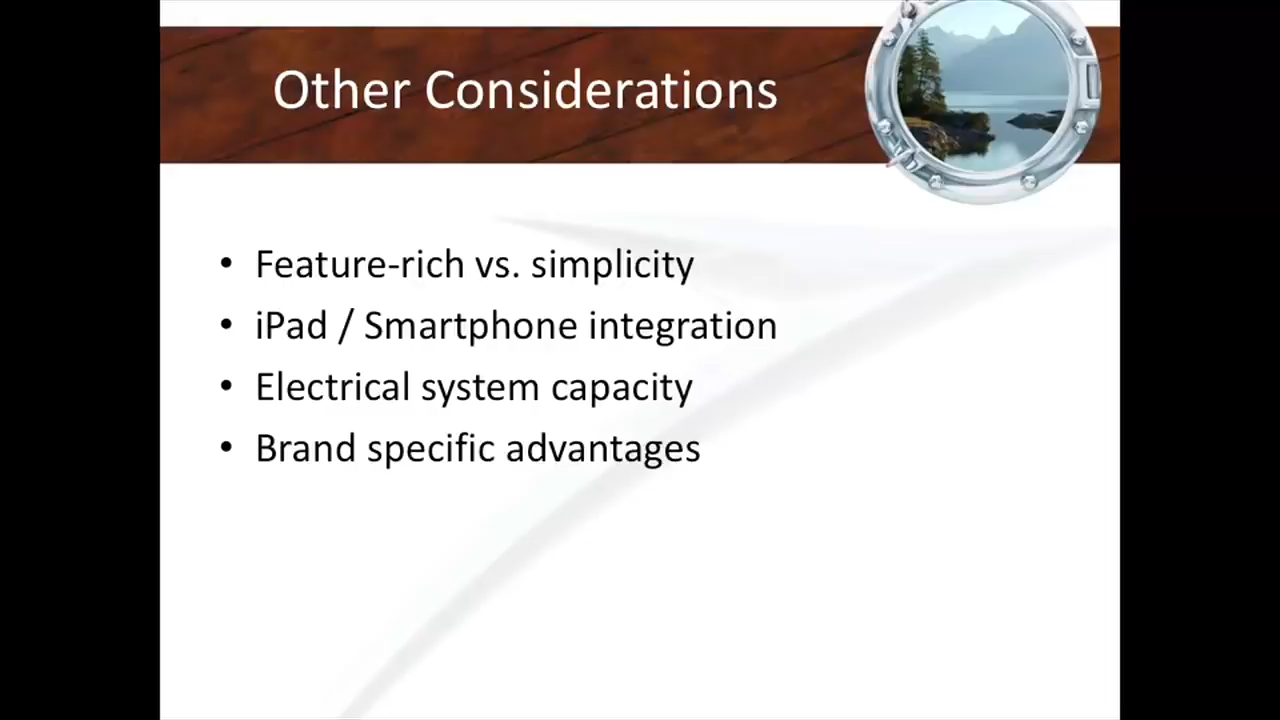 Other Considerations
• Feature-rich vs. simplicity
• iPad / Smartphone integration
• Electrical system capacity
• Brand specific advantages